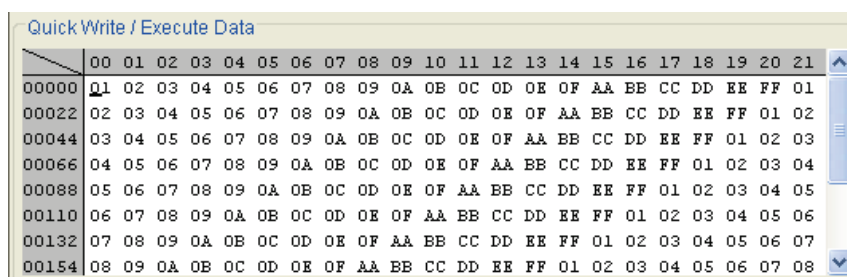 Quick Write / Execute Data
00 01 02 03 04 05 06 07 08 09 10 11 12 13 14 15 16 17 18 19 20 21
00000 01 02 03 04 05 06 07 08 09 0A 0B 0C 0D 0E 0F AA BB CC DD EE FF 01
00022 02 03 04 05 06 07 08 09 0A 0B 0C 0D 0E 0F AA BB CC DD EE FF 01 02
00044 03 04 05 06 07 08 09 0A 0B 0C 0D 0E 0F AA BB CC DD EE FF 01 02 03
00066 04 05 06 07 08 09 0A 0B 0C 0D 0E 0F AA BB CC DD EE FF 01 02 03 04
00088 05 06 07 08 09 0A 0B 0C 0D 0E 0F AA BB CC DD EE FF 01 02 03 04 05
00110 06 07 08 09 0A 0B 0C 0D 0E 0F AA BB CC DD EE FF 01 02 03 04 05 06
00132 07 08 09 0A 0B 0C 0D 0E 0F AA BB CC DD EE FF 01 02 03 04 05 06 07
00154 08 09 0A 0B 0C 0D 0E 0F AA BB CC DD EE FF 01 02 03 04 05 06 07 08